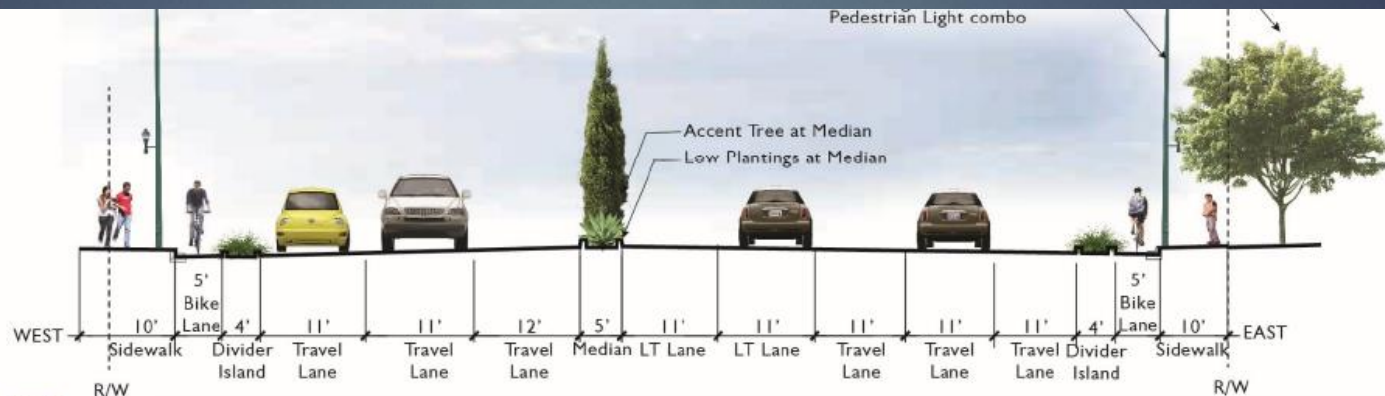 Pedestrian Light combo
Accent Tree at Median
Low Plantings at Median
WEST
10'
Sidewalk
5'
Bike
Lane
4'
Divider
Island
11'
Travel
Lane
11'
Travel
Lane
12'
Travel
Lane
5'
Median
11'
LT Lane
11'
LT Lane
11'
Travel
Lane
11'
Travel
Lane
11'
Travel
Lane
4'
Divider
Island
5'
Bike
Lane
10'
Sidewalk
EAST
R/W
R/W